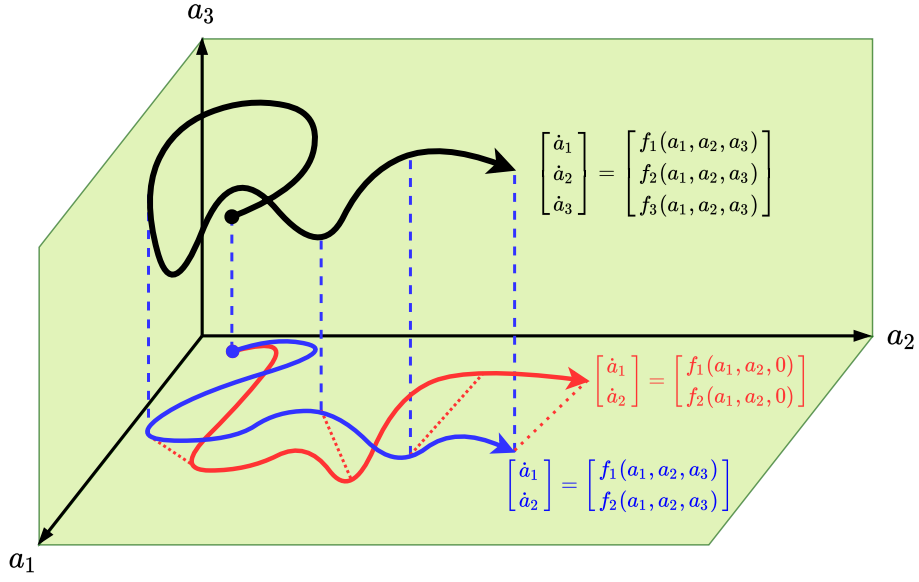 a₃
[ȧ₁ ȧ₂ ȧ₃] = [f₁(a₁, a₂, a₃) f₂(a₁, a₂, a₃) f₃(a₁, a₂, a₃)]
a₂
[ȧ₁ ȧ₂] = [f₁(a₁, a₂, 0) f₂(a₁, a₂, 0)]
[ȧ₁ ȧ₂] = [f₁(a₁, a₂, a₃) f₂(a₁, a₂, a₃)]
a₁